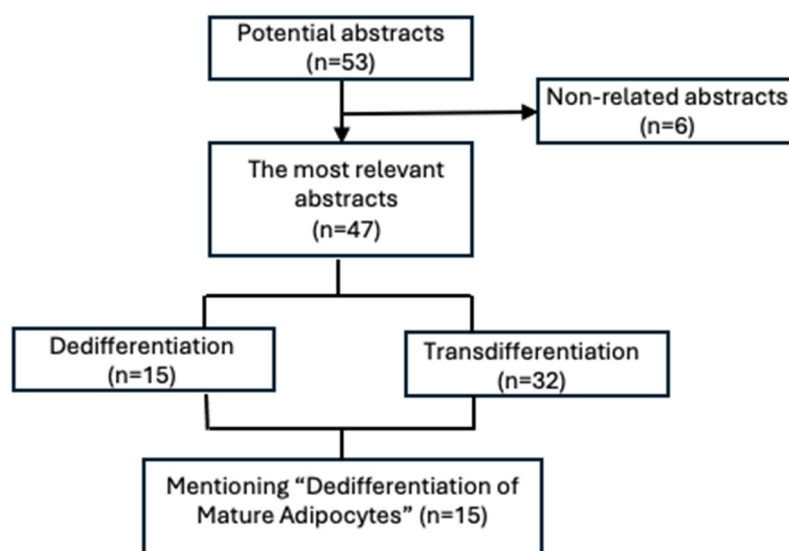 Potential abstracts
(n=53)
Non-related abstracts
(n=6)
The most relevant
abstracts
(n=47)
Dedifferentiation
(n=15)
Transdifferentiation
(n=32)
Mentioning “Dedifferentiation of
Mature Adipocytes” (n=15)